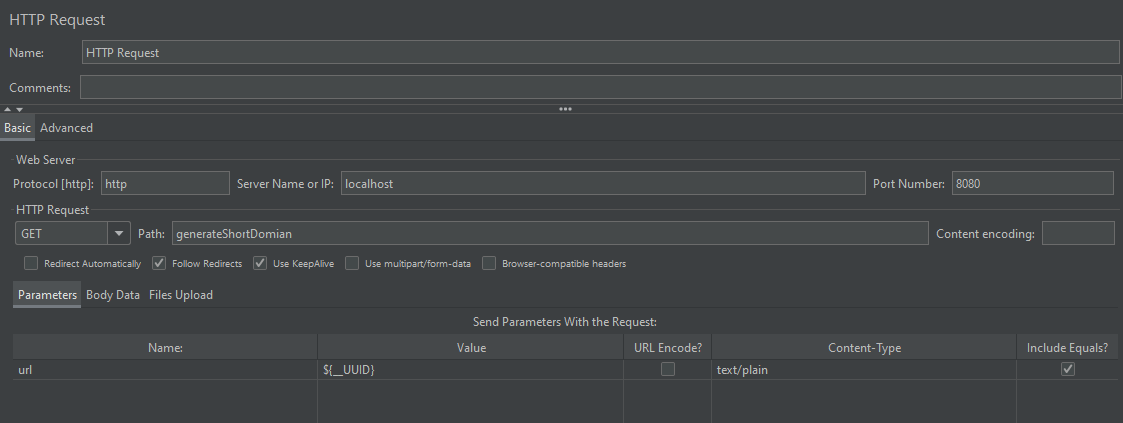 HTTP Request
Name: HTTP Request
Comments:
Basic Advanced
Web Server
Protocol [http]: http Server Name or IP: localhost Port Number: 8080
HTTP Request
GET Path: generateShortDomian Content encoding:
Redirect Automatically Follow Redirects Use KeepAlive Use multipart/form-data Browser-compatible headers
Parameters Body Data Files Upload
Send Parameters With the Request:
Name: Value URL Encode? Content-Type Include Equals?
url ${__UUID} text/plain